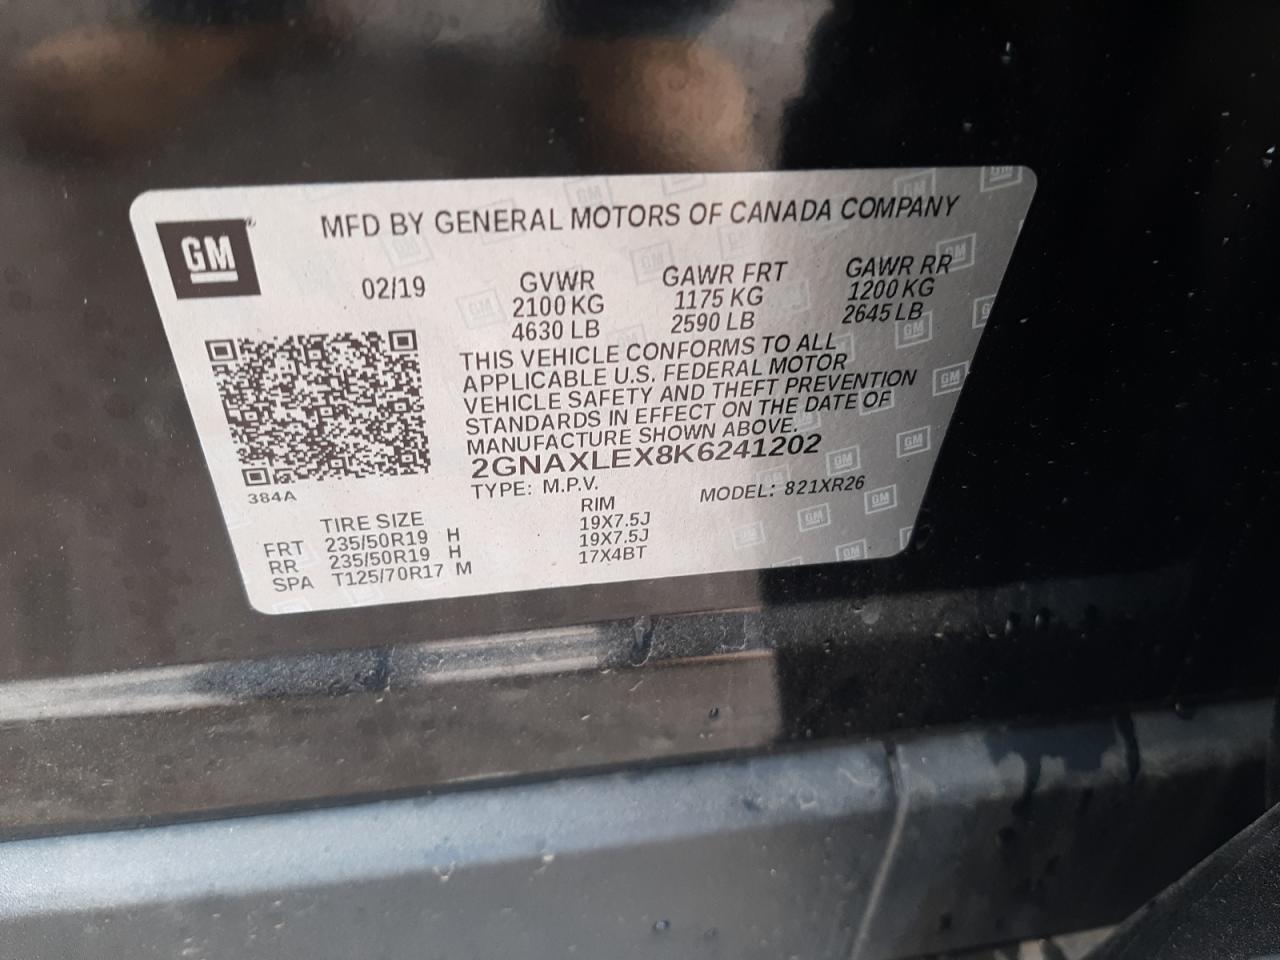 GM
MFD BY GENERAL MOTORS OF CANADA COMPANY
02/19
GVWR
2100 KG
4630 LB
GAWR FRT
1175 KG
2590 LB
GAWR RR
1200 KG
2645 LB
THIS VEHICLE CONFORMS TO ALL
APPLICABLE U.S. FEDERAL MOTOR
VEHICLE SAFETY AND THEFT PREVENTION
STANDARDS IN EFFECT ON THE DATE OF
MANUFACTURE SHOWN ABOVE.
2GNAXLEX8K6241202
TYPE: M.P.V. MODEL: 821XR26
384A
TIRE SIZE RIM
FRT 235/50R19 H 19X7.5J
RR 235/50R19 H 19X7.5J
SPA T125/70R17 M 17X4BT